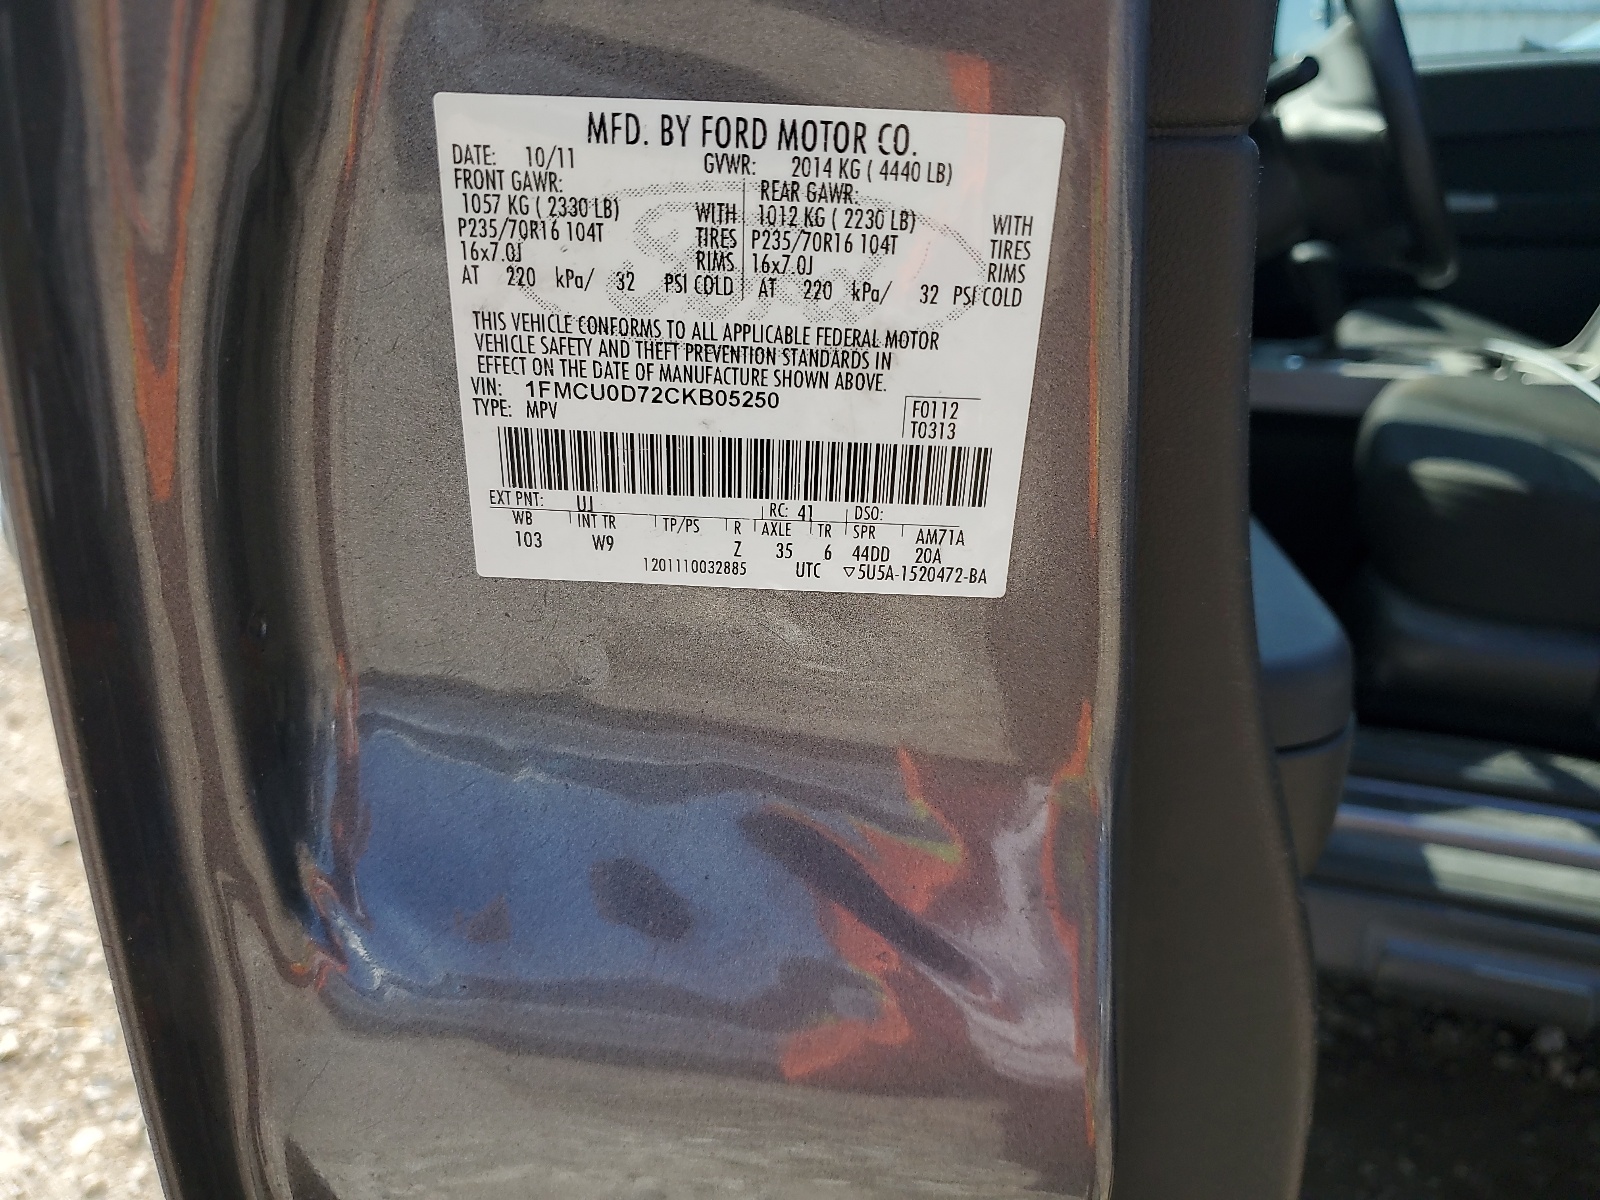 MFD. BY FORD MOTOR CO.
DATE: 10/11 GVWR: 2014 KG ( 4440 LB)
FRONT GAWR: REAR GAWR:
1057 KG ( 2330 LB) WITH 1012 KG ( 2230 LB) WITH
P235/70R16 104T TIRES P235/70R16 104T TIRES
16x7.0J RIMS 16x7.0J RIMS
AT 220 kPa/ 32 PSI COLD AT 220 kPa/ 32 PSI COLD
THIS VEHICLE CONFORMS TO ALL APPLICABLE FEDERAL MOTOR
VEHICLE SAFETY AND THEFT PREVENTION STANDARDS IN
EFFECT ON THE DATE OF MANUFACTURE SHOWN ABOVE.
VIN: 1FMCU0D72CKB05250
TYPE: MPV F0112
T0313
EXT PNT: UJ RC: 41 DSO:
WB INT TR TP/PS R AXLE TR SPR AM71A
103 W9 Z 35 6 44DD 20A
1201110032885 UTC ▽5U5A-1520472-BA